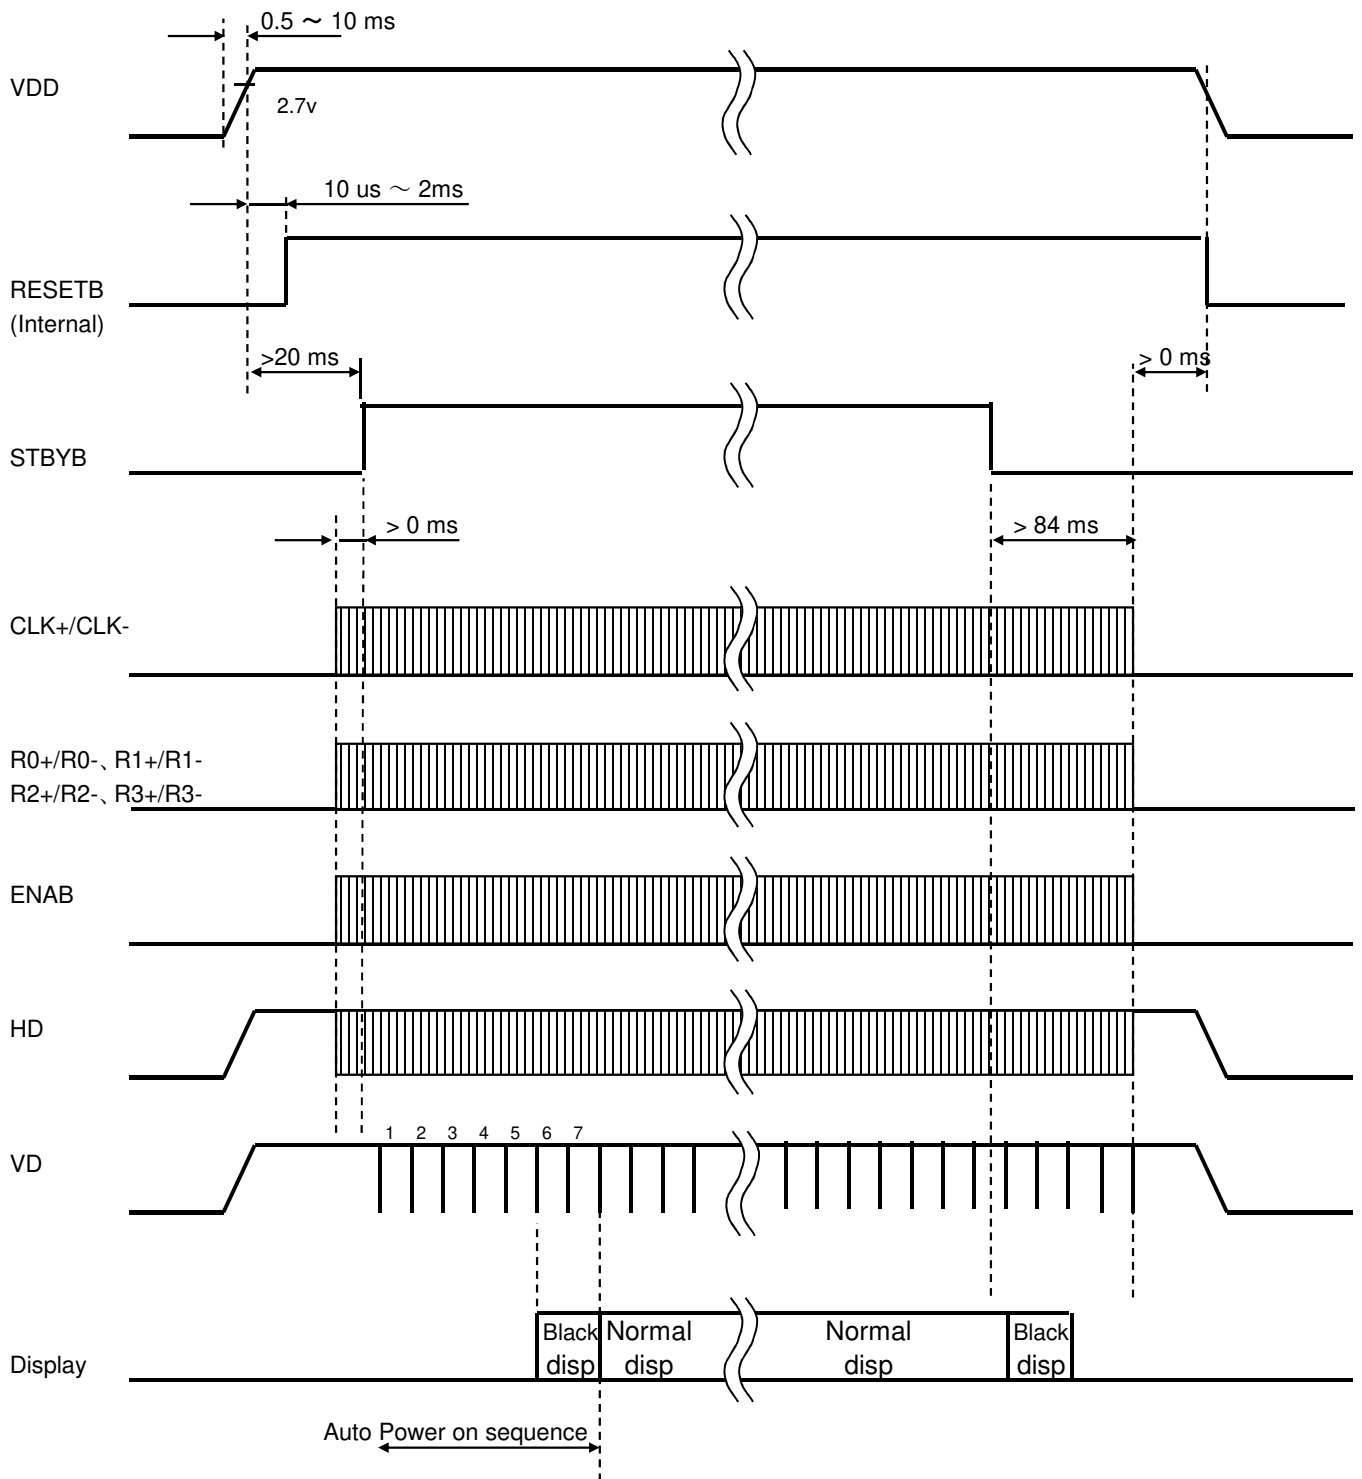 0.5 ～ 10 ms
VDD
2.7v
10 us ～ 2ms
RESETB
(Internal)
>20 ms
> 0 ms
STBYB
> 0 ms
> 84 ms
CLK+/CLK-
R0+/R0-、R1+/R1-
R2+/R2-、R3+/R3-
ENAB
HD
1 2 3 4 5 6 7
VD
Black Normal Normal Black
disp disp disp disp
Display
Auto Power on sequence